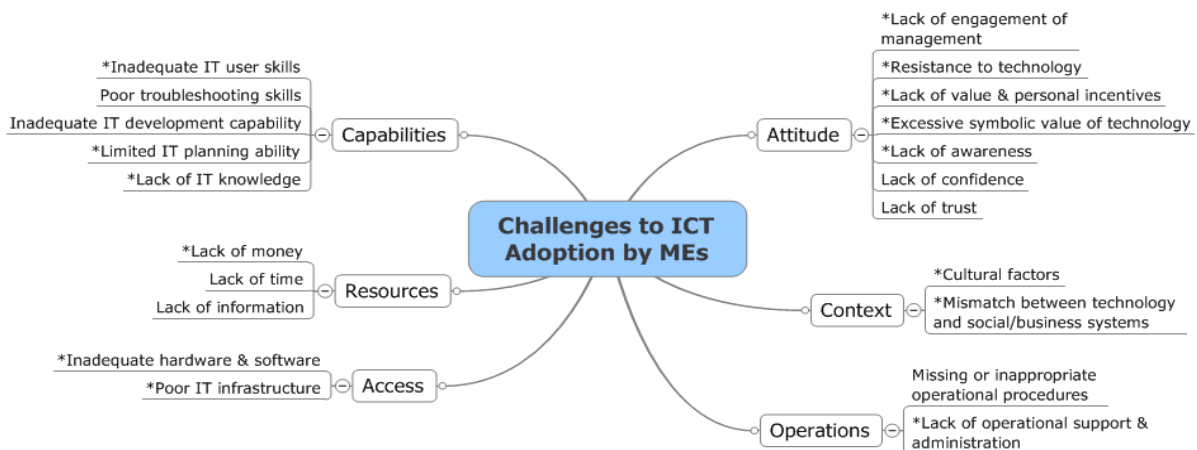 Challenges to ICT
Adoption by MEs
Capabilities
*Inadequate IT user skills
Poor troubleshooting skills
Inadequate IT development capability
*Limited IT planning ability
*Lack of IT knowledge
Resources
*Lack of money
Lack of time
Lack of information
Access
*Inadequate hardware & software
*Poor IT infrastructure
Attitude
*Lack of engagement of
management
*Resistance to technology
*Lack of value & personal incentives
*Excessive symbolic value of technology
*Lack of awareness
Lack of confidence
Lack of trust
Context
*Cultural factors
*Mismatch between technology
and social/business systems
Operations
Missing or inappropriate
operational procedures
*Lack of operational support &
administration